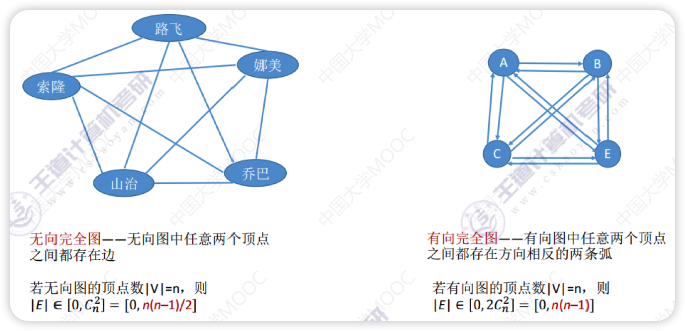 路飞
娜美
索隆
山治
乔巴
A
B
C
E
无向完全图——无向图中任意两个顶点
之间都存在边
若无向图的顶点数|V|=n，则
|E| ∈ [0, C_n^2] = [0, n(n−1)/2]
有向完全图——有向图中任意两个顶点
之间都存在方向相反的两条弧
若有向图的顶点数|V|=n，则
|E| ∈ [0, 2C_n^2] = [0, n(n−1)]
中国大学MOOC
王道计算机考研